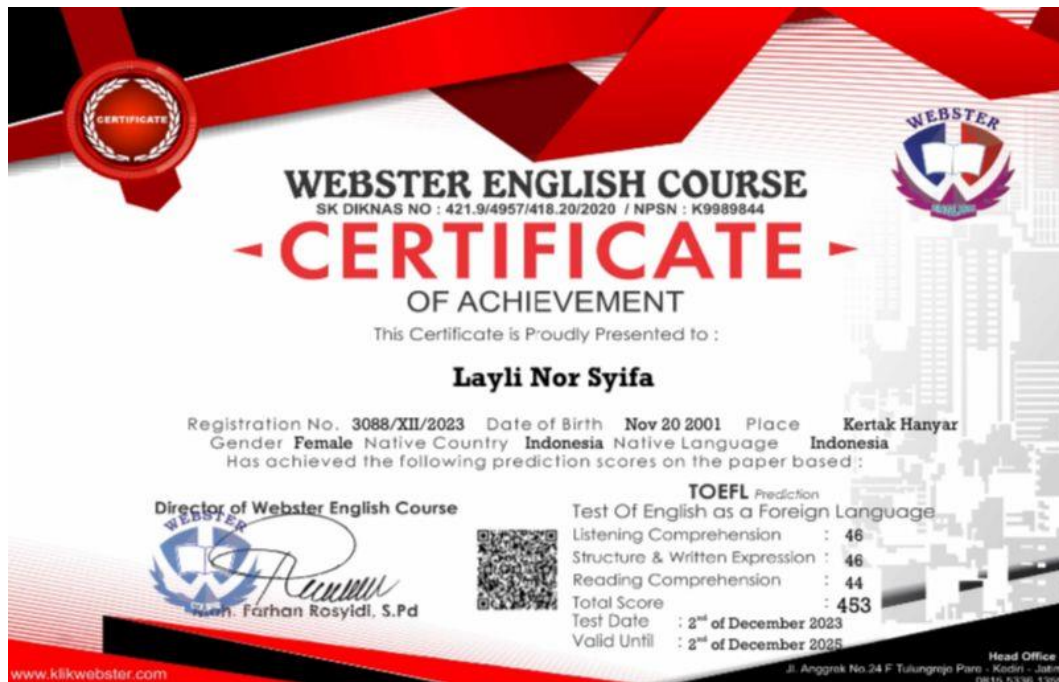 CERTIFICATE
WEBSTER
WEBSTER ENGLISH COURSE
SK DIKNAS NO : 421.9/4957/418.20/2020 / NPSN : K9989844
CERTIFICATE
OF ACHIEVEMENT
This Certificate is Proudly Presented to :
Layli Nor Syifa
Registration No. 3088/XII/2023 Date of Birth Nov 20 2001 Place Kertak Hanyar
Gender Female Native Country Indonesia Native Language Indonesia
Has achieved the following prediction scores on the paper based :
Director of Webster English Course
WEBSTER
Moh. Farhan Rosyidi, S.Pd
TOEFL Prediction
Test Of English as a Foreign Language
Listening Comprehension : 46
Structure & Written Expression : 46
Reading Comprehension : 44
Total Score : 453
Test Date : 2nd of December 2023
Valid Until : 2nd of December 2025
www.klikwebster.com
Head Office
Jl. Anggrek No.24 F Tulungrejo Pare - Kediri - Jatim
0815 5336